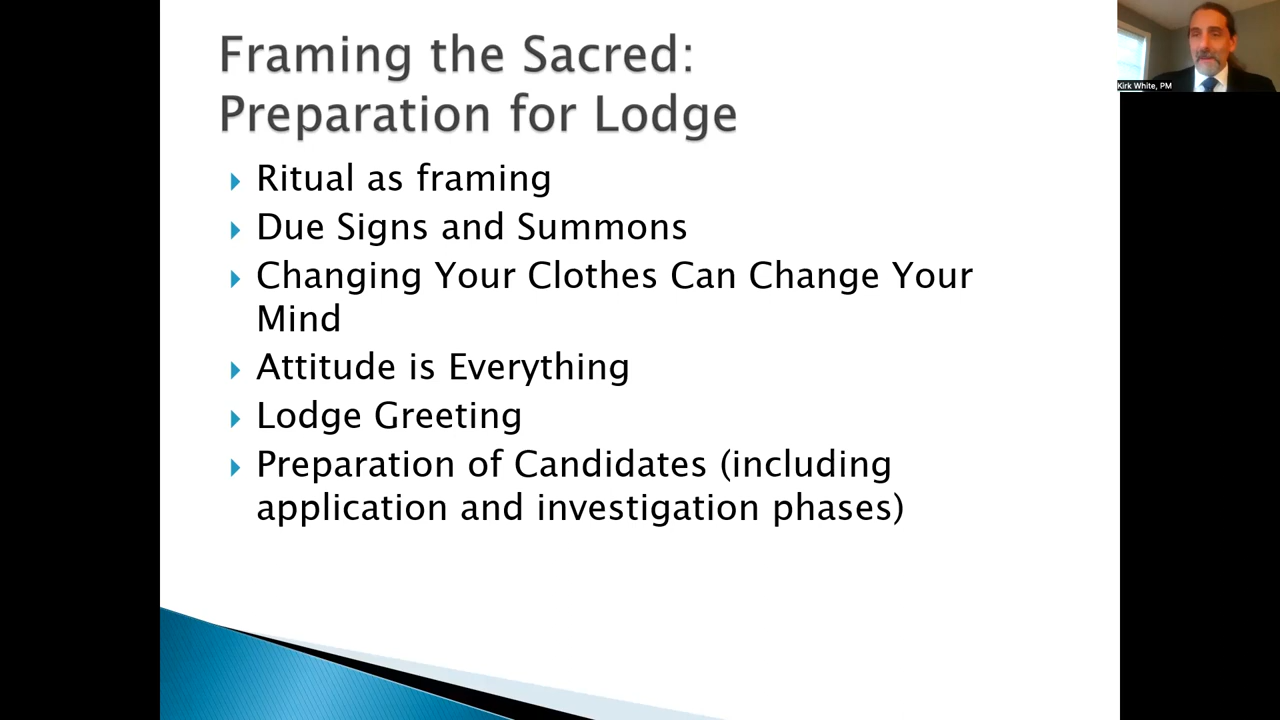 Framing the Sacred:
Preparation for Lodge
Ritual as framing
Due Signs and Summons
Changing Your Clothes Can Change Your
Mind
Attitude is Everything
Lodge Greeting
Preparation of Candidates (including
application and investigation phases)
Kirk White, PM